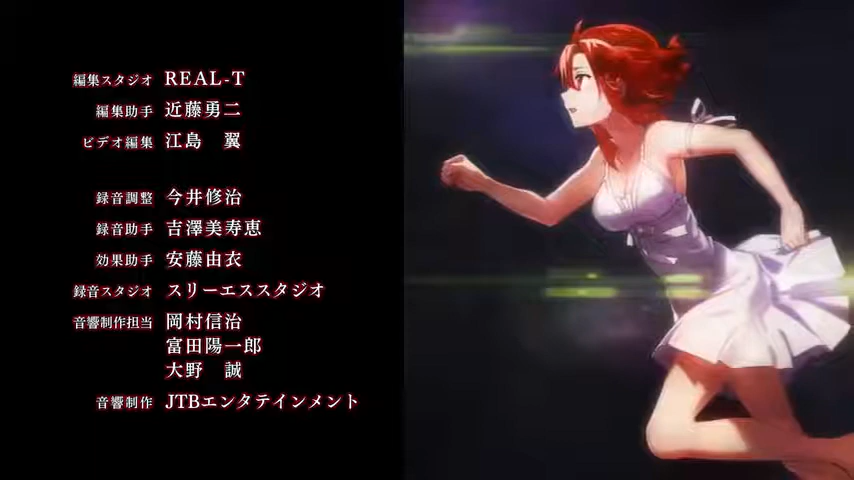 編集スタジオ REAL-T
編集助手 近藤勇二
ビデオ編集 江島　翼
録音調整 今井修治
録音助手 吉澤美寿恵
効果助手 安藤由衣
録音スタジオ スリーエススタジオ
音響制作担当 岡村信治
富田陽一郎
大野　誠
音響制作 JTBエンタテインメント